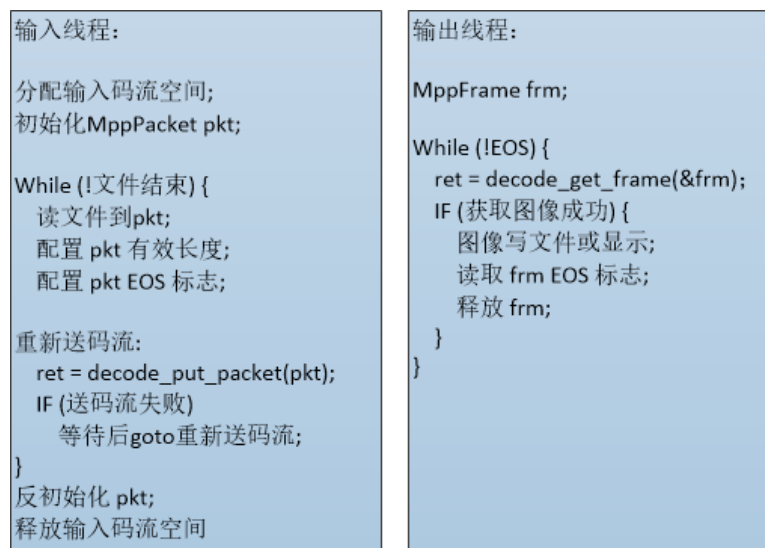 输入线程：
分配输入码流空间;
初始化MppPacket pkt;
While (!文件结束) {
读文件到pkt;
配置 pkt 有效长度;
配置 pkt EOS 标志;
重新送码流:
ret = decode_put_packet(pkt);
IF (送码流失败)
等待后goto重新送码流;
}
反初始化 pkt;
释放输入码流空间
输出线程：
MppFrame frm;
While (!EOS) {
ret = decode_get_frame(&frm);
IF (获取图像成功) {
图像写文件或显示;
读取 frm EOS 标志;
释放 frm;
}
}